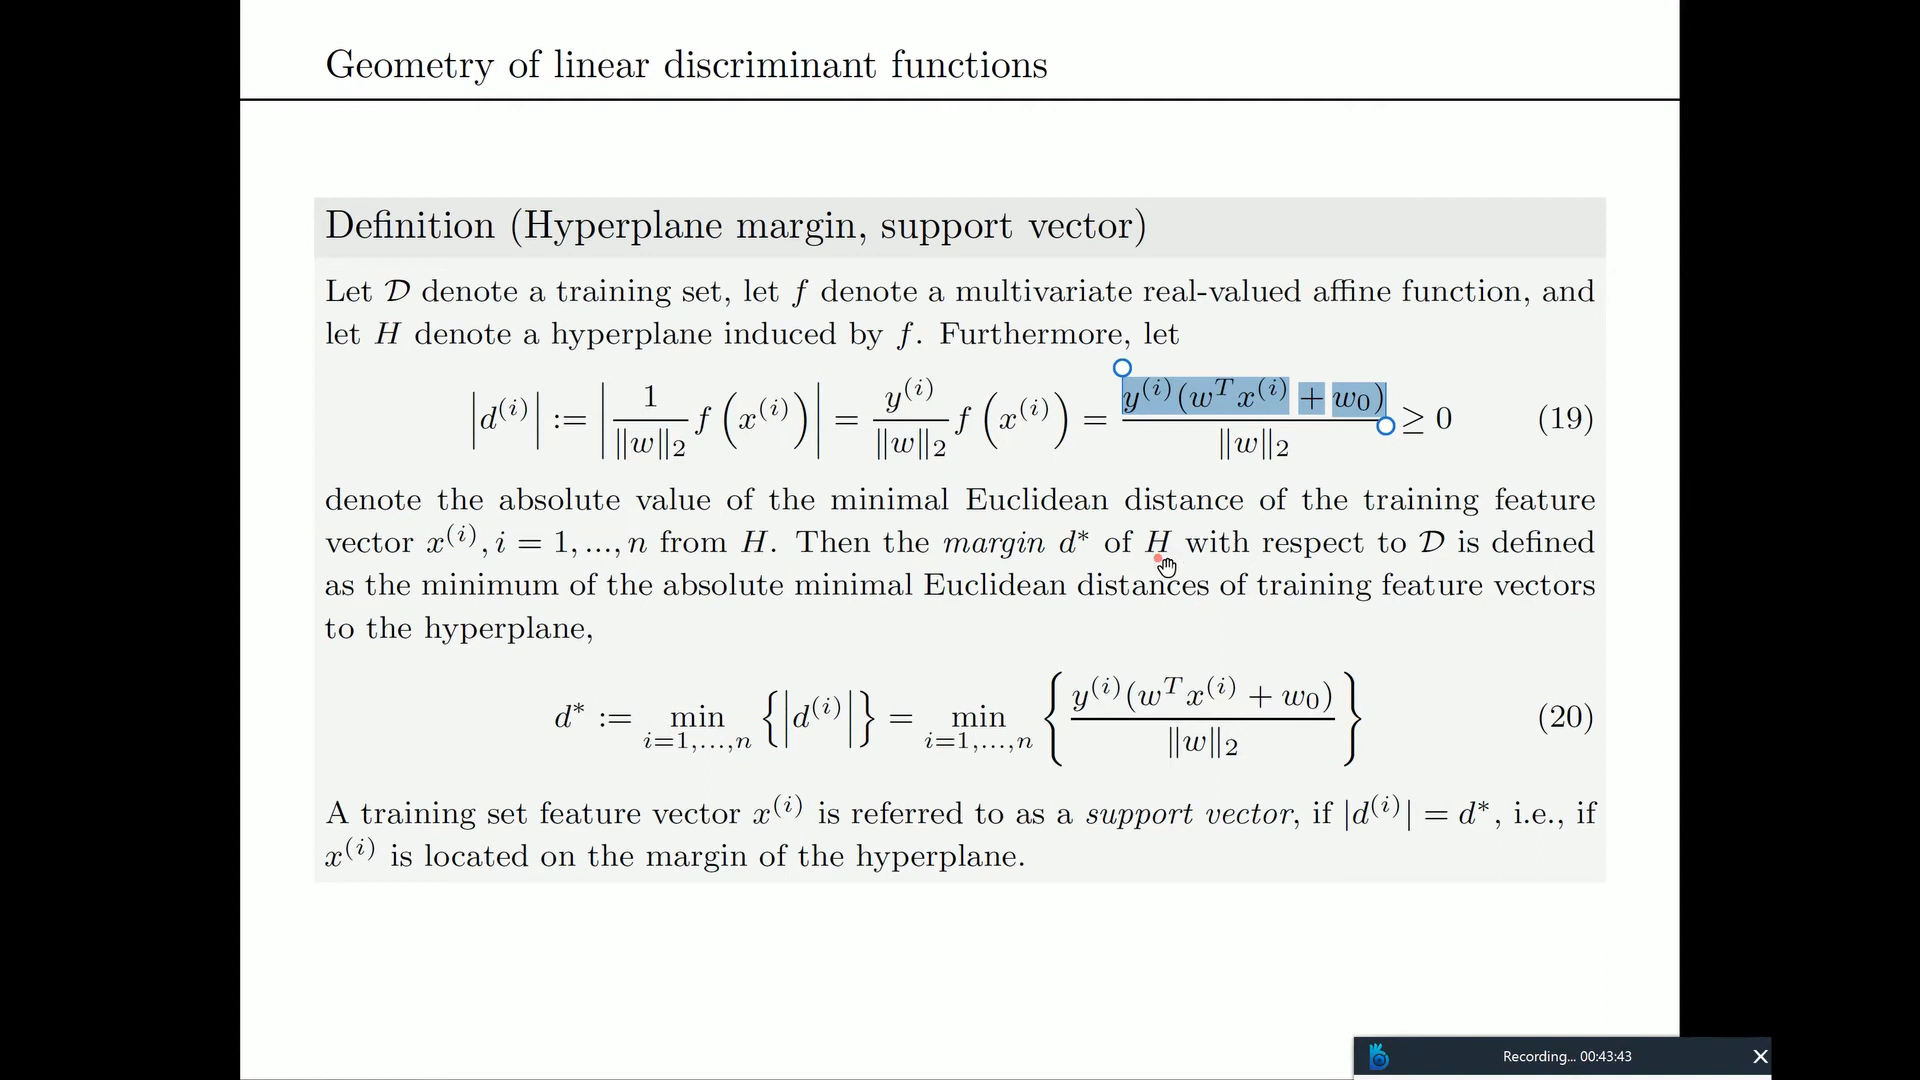 Geometry of linear discriminant functions
Definition (Hyperplane margin, support vector)
Let 𝒟 denote a training set, let f denote a multivariate real-valued affine function, and
let H denote a hyperplane induced by f. Furthermore, let
|d^(i)| := |1/‖w‖₂ f(x^(i))| = y^(i)/‖w‖₂ f(x^(i)) = y^(i)(w^T x^(i) + w₀)/‖w‖₂ ≥ 0 (19)
denote the absolute value of the minimal Euclidean distance of the training feature
vector x^(i), i = 1, ..., n from H. Then the margin d* of H with respect to 𝒟 is defined
as the minimum of the absolute minimal Euclidean distances of training feature vectors
to the hyperplane,
d* := min_{i=1,...,n} {|d^(i)|} = min_{i=1,...,n} {y^(i)(w^T x^(i) + w₀)/‖w‖₂} (20)
A training set feature vector x^(i) is referred to as a support vector, if |d^(i)| = d*, i.e., if
x^(i) is located on the margin of the hyperplane.
Recording... 00:43:43